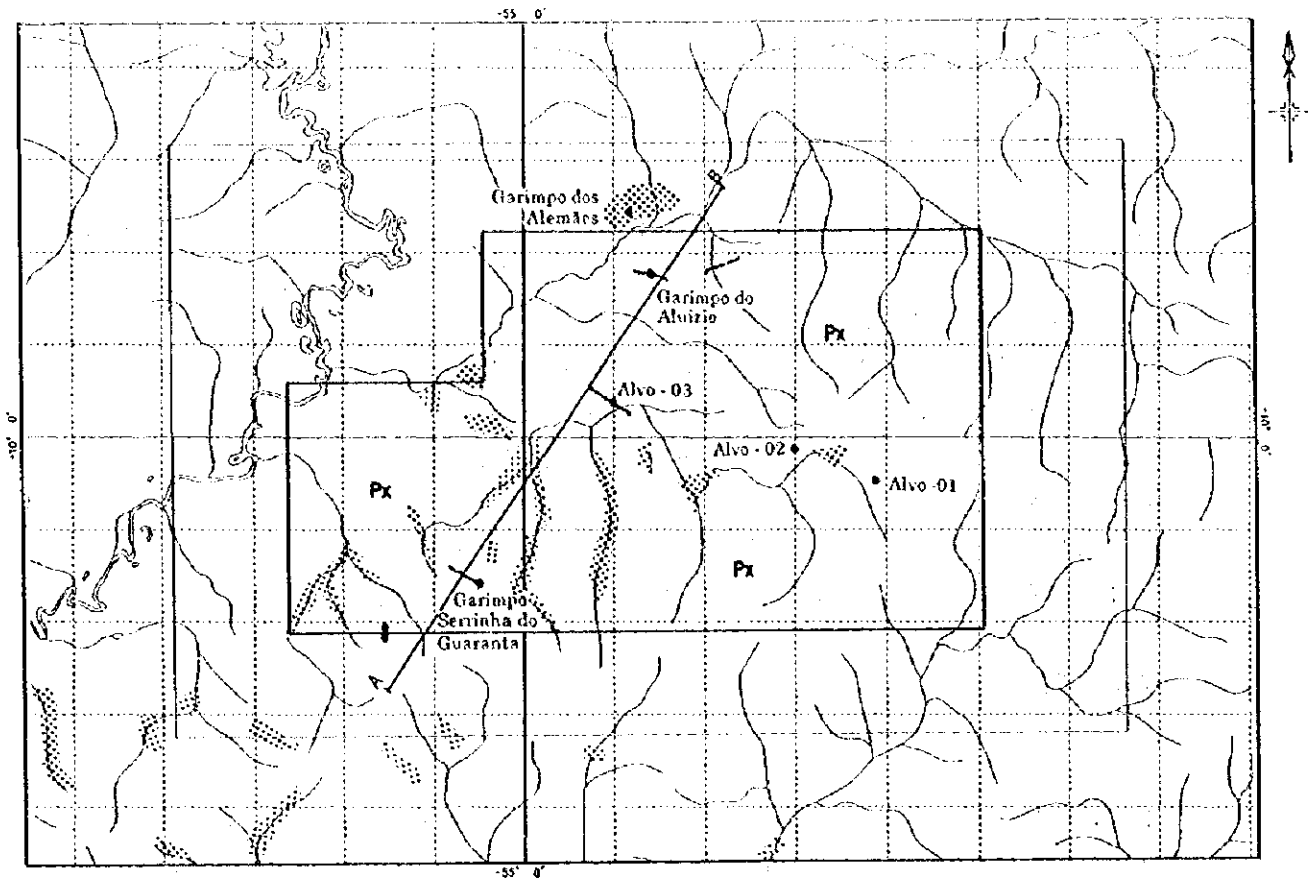 -55 0'
B
Garimpo dos
Alemães
Garimpo do
Aluizio
Px
Alvo - 03
-10 0'
-10 0'
Alvo - 02
Alvo -01
Px
Px
Garimpo
Serrinha do
Guaranta
A
-55 0'